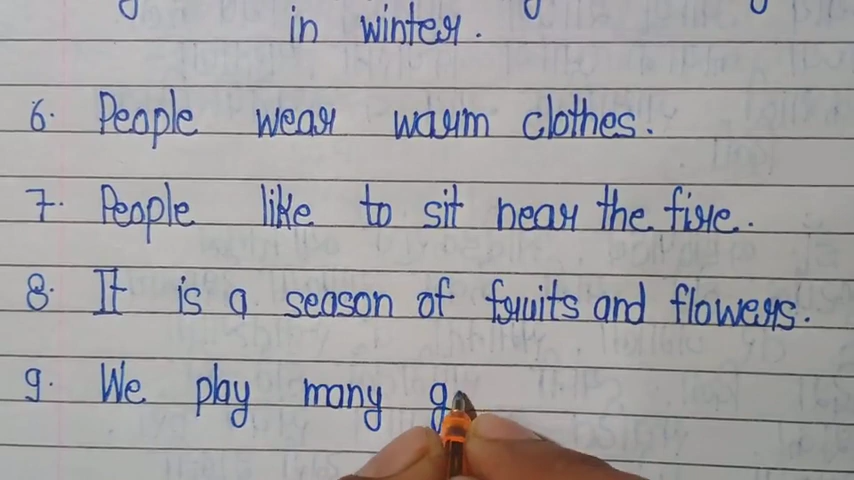 in winter.
6. People wear warm clothes.
7. People like to sit near the fire.
8. It is a season of fruits and flowers.
9. We play many g